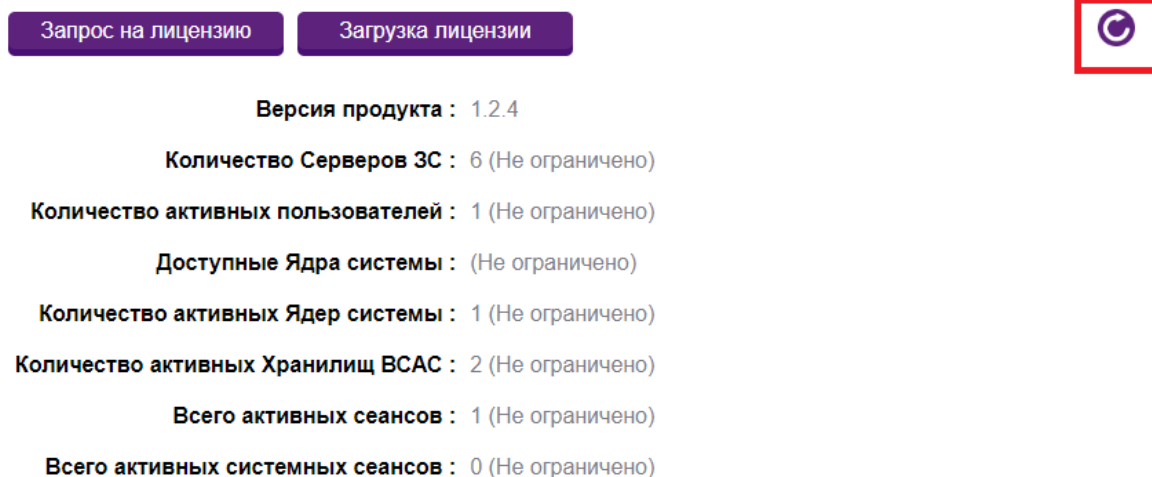 Запрос на лицензию Загрузка лицензии
Версия продукта : 1.2.4
Количество Серверов ЗС : 6 (Не ограничено)
Количество активных пользователей : 1 (Не ограничено)
Доступные Ядра системы : (Не ограничено)
Количество активных Ядер системы : 1 (Не ограничено)
Количество активных Хранилищ ВСАС : 2 (Не ограничено)
Всего активных сеансов : 1 (Не ограничено)
Всего активных системных сеансов : 0 (Не ограничено)